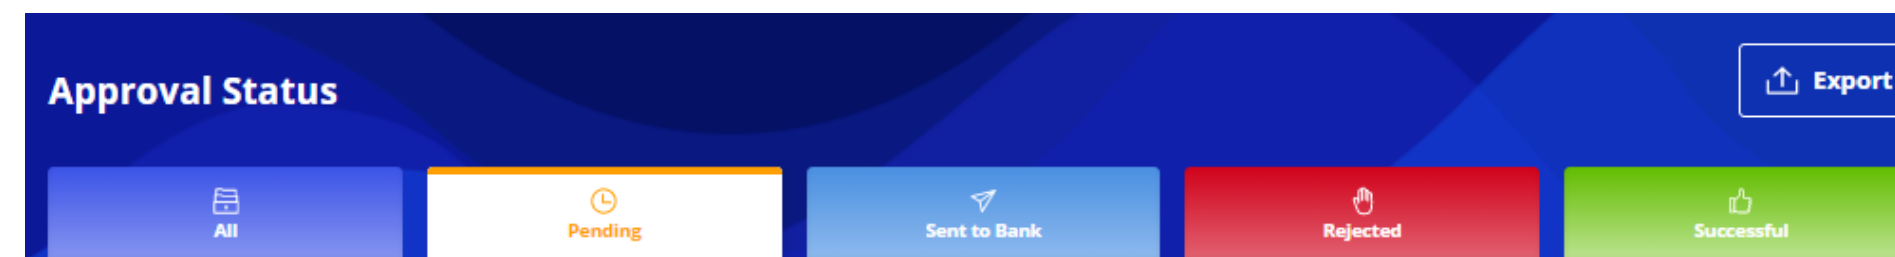 Approval Status
Export
All
Pending
Sent to Bank
Rejected
Successful